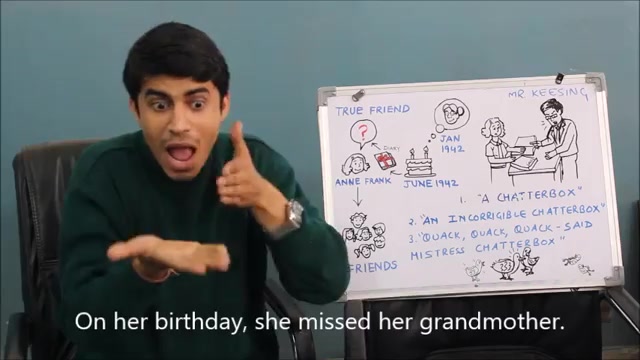 TRUE FRIEND
MR KEESING
?
DIARY
JAN
1942
ANNE FRANK
JUNE 1942
1. "A CHATTERBOX"
2. "AN INCORRIGIBLE CHATTERBOX"
3. "QUACK, QUACK, QUACK - SAID
MISTRESS CHATTERBOX"
FRIENDS
On her birthday, she missed her grandmother.